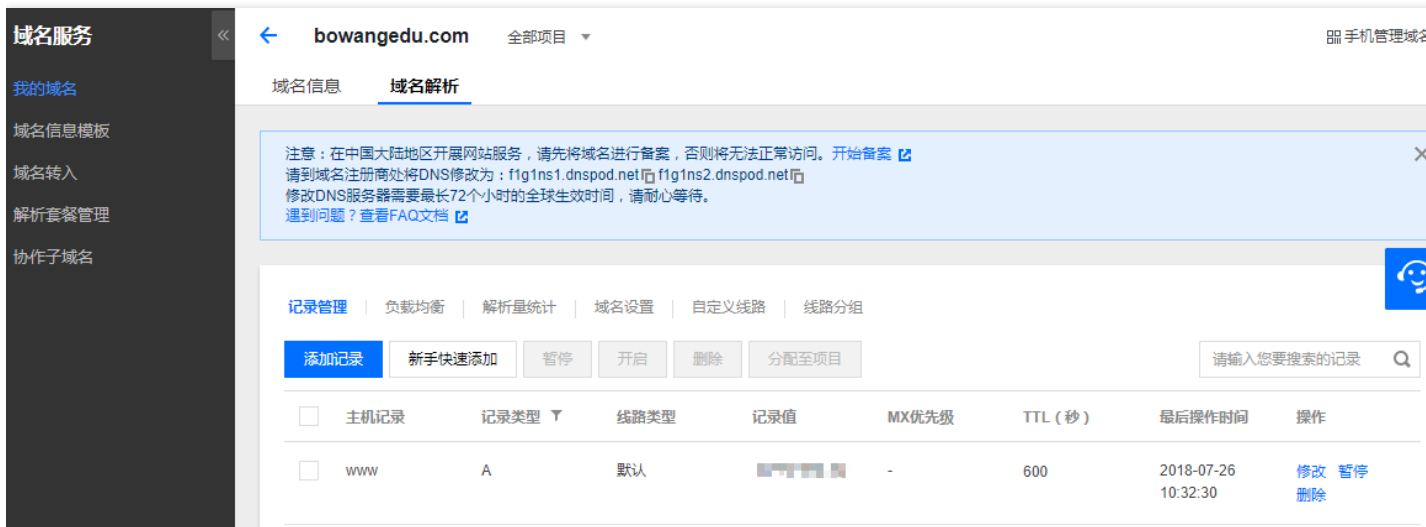 域名服务
我的域名
域名信息模板
域名转入
解析套餐管理
协作子域名
bowangedu.com 全部项目
手机管理域名
域名信息 域名解析
注意：在中国大陆地区开展网站服务，请先将域名进行备案，否则将无法正常访问。开始备案
请到域名注册商处将DNS修改为：f1g1ns1.dnspod.net f1g1ns2.dnspod.net
修改DNS服务器需要最长72个小时的全球生效时间，请耐心等待。
遇到问题？查看FAQ文档
记录管理 负载均衡 解析量统计 域名设置 自定义线路 线路分组
添加记录 新手快速添加 暂停 开启 删除 分配至项目 请输入您要搜索的记录
主机记录 记录类型 线路类型 记录值 MX优先级 TTL（秒） 最后操作时间 操作
www A 默认 - 600 2018-07-26 修改 暂停
10:32:30 删除